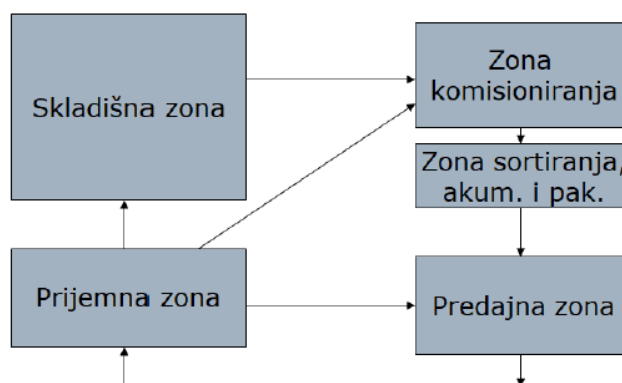 Skladišna zona
Zona
komisioniranja
Zona sortiranja,
akum. i pak.
Prijemna zona
Predajna zona